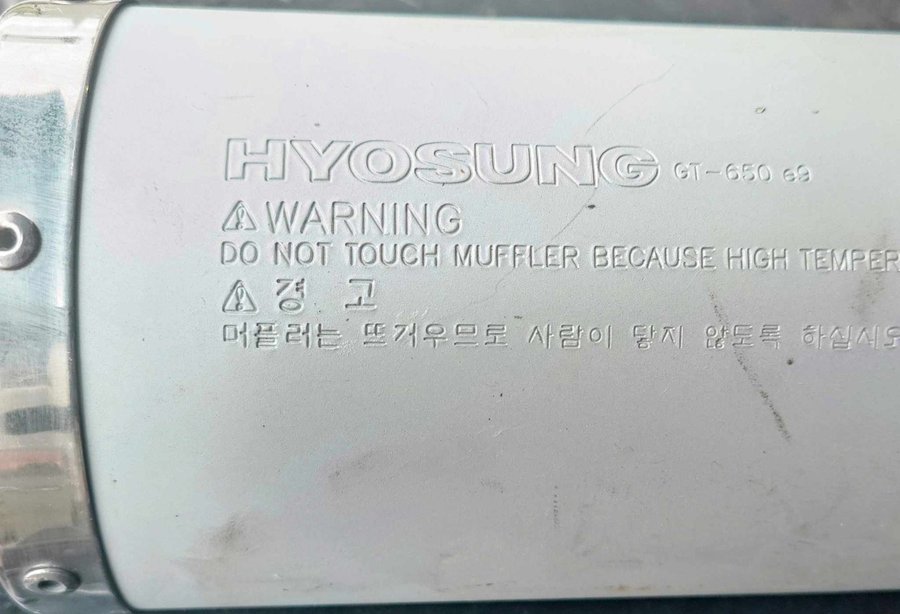 HYOSUNG GT-650 e9
⚠WARNING
DO NOT TOUCH MUFFLER BECAUSE HIGH TEMPER
⚠경 고
머플러는 뜨거우므로 사람이 닿지 않도록 하십시오